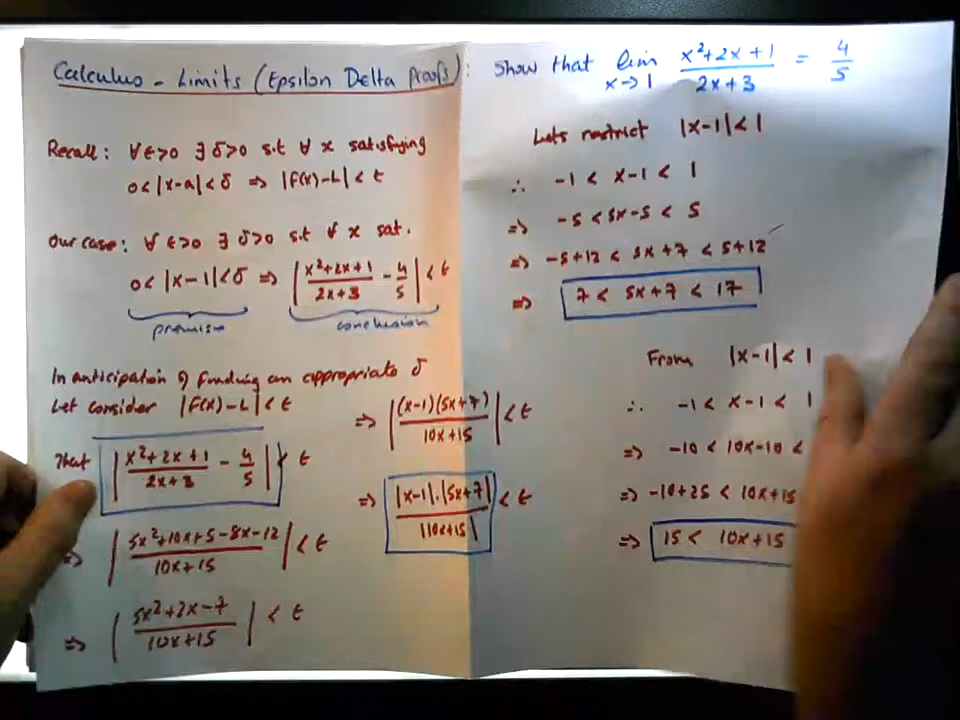 Calculus - Limits (Epsilon Delta Proofs):
Recall: ∀ ε>0 ∃ δ>0 s.t ∀ x satisfying
0<|x-a|<δ ⇒ |f(x)-L|< ε
Our case: ∀ ε>0 ∃ δ>0 s.t ∀ x sat.
0<|x-1|<δ ⇒ |(x²+2x+1)/(2x+3) - 4/5| < ε
premise conclusion
In anticipation of finding an appropriate δ
Let consider |f(x)-L|< ε
That |(x²+2x+1)/(2x+3) - 4/5| < ε
⇒ |(5x²+10x+5-8x-12)/(10x+15)| < ε
⇒ |(5x²+2x-7)/(10x+15)| < ε
⇒ |(x-1)(5x+7)/(10x+15)| < ε
⇒ |x-1|.|5x+7|/|10x+15| < ε
Show that lim x→1 (x²+2x+1)/(2x+3) = 4/5
Lets restrict |x-1|<1
∴ -1 < x-1 < 1
⇒ -5 < 5x-5 < 5
⇒ -5+12 < 5x+7 < 5+12
⇒ 7 < 5x+7 < 17
From |x-1|< 1
∴ -1 < x-1 < 1
⇒ -10 < 10x-10 <
⇒ -10+25 < 10x+15
⇒ 15 < 10x+15